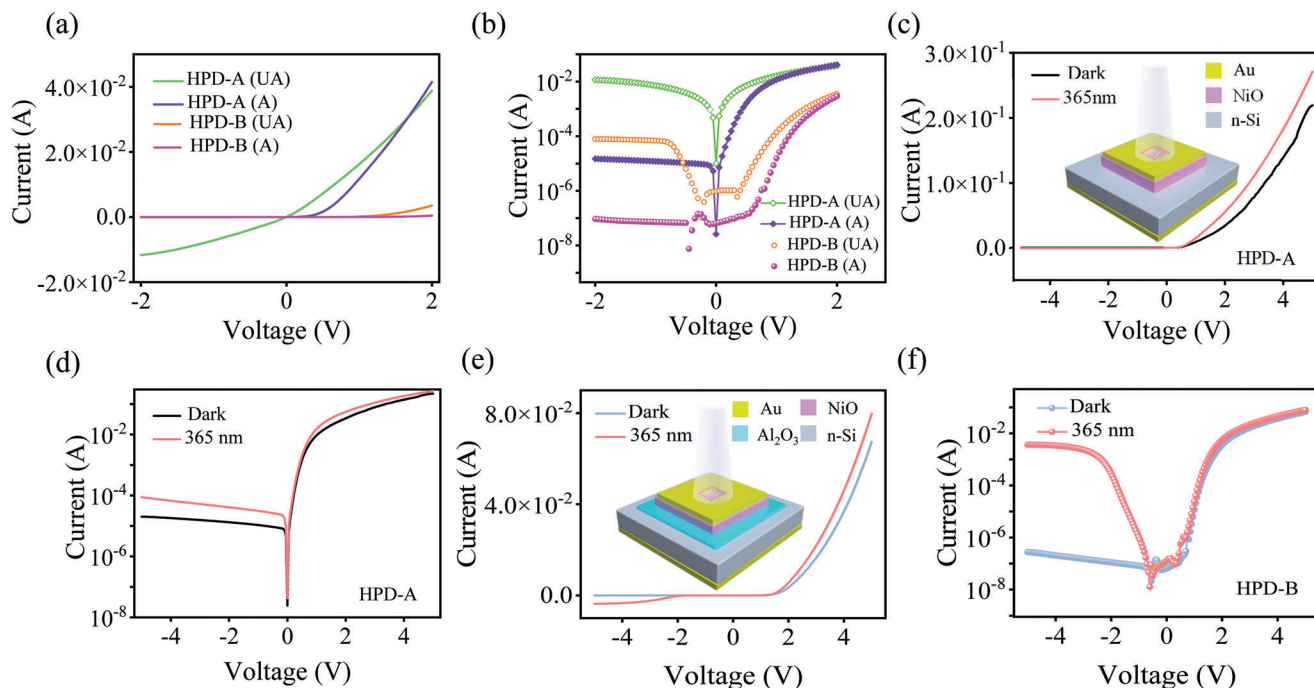 (a)
Current (A)
4.0×10⁻²
2.0×10⁻²
0.0
-2.0×10⁻²
HPD-A (UA)
HPD-A (A)
HPD-B (UA)
HPD-B (A)
-2
0
2
Voltage (V)
(b)
Current (A)
10⁻²
10⁻⁴
10⁻⁶
10⁻⁸
HPD-A (UA)
HPD-A (A)
HPD-B (UA)
HPD-B (A)
-2
0
2
Voltage (V)
(c)
Current (A)
3.0×10⁻¹
2.0×10⁻¹
1.0×10⁻¹
0.0
Dark
365nm
Au
NiO
n-Si
HPD-A
-4
-2
0
2
4
Voltage (V)
(d)
Current (A)
10⁻²
10⁻⁴
10⁻⁶
10⁻⁸
Dark
365 nm
HPD-A
-4
-2
0
2
4
Voltage (V)
(e)
Current (A)
8.0×10⁻²
4.0×10⁻²
0.0
Dark
365 nm
Au
NiO
Al₂O₃
n-Si
-4
-2
0
2
4
Voltage (V)
(f)
Current (A)
10⁻²
10⁻⁴
10⁻⁶
10⁻⁸
Dark
365 nm
HPD-B
-4
-2
0
2
4
Voltage (V)